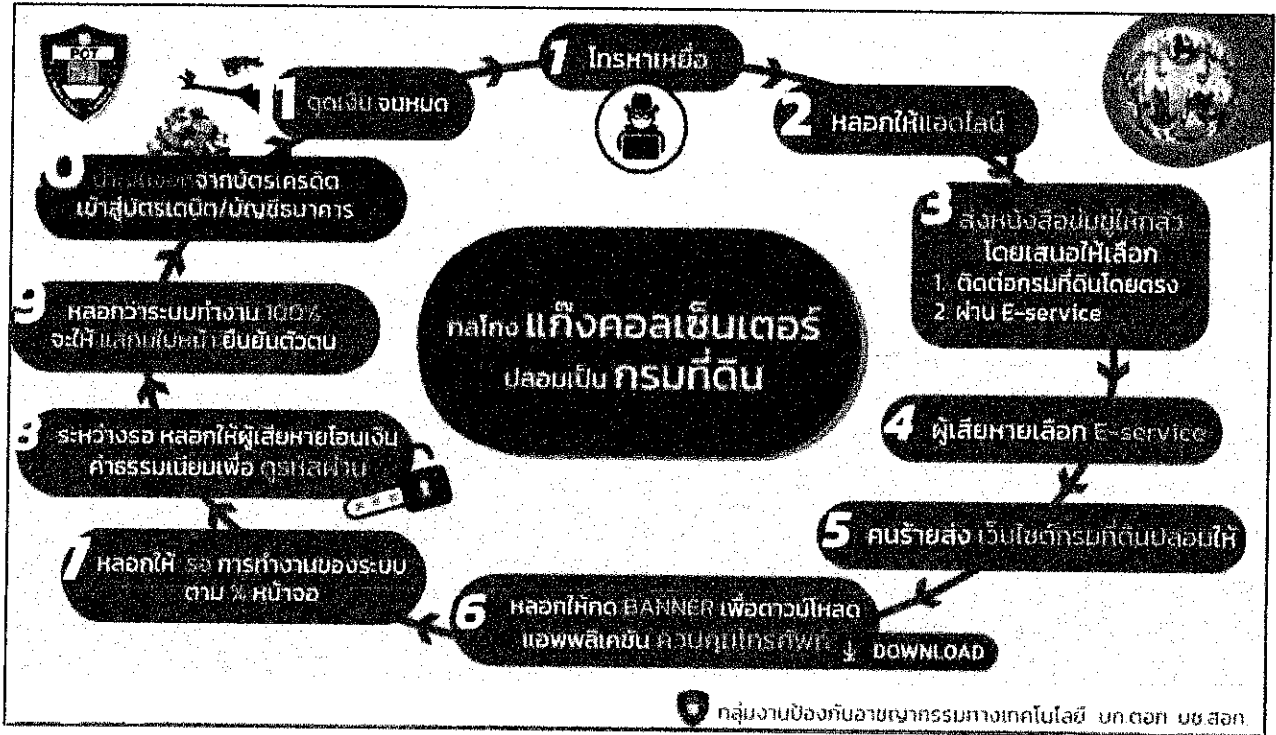 PCT
1 โทรหาเหยื่อ
2 หลอกให้แอดไลน์
3 ส่งหนังสือข่มขู่ให้กลัว
โดยเสนอให้เลือก
1. ติดต่อกรมที่ดินโดยตรง
2 ผ่าน E-service
4 ผู้เสียหายเลือก E-service
5 คนร้ายส่ง เว็บไซต์กรมที่ดินปลอมให้
6 หลอกให้กด BANNER เพื่อดาวน์โหลด
แอพพลิเคชัน ควบคุมโทรศัพท์
DOWNLOAD
7 หลอกให้ รอ การทำงานของระบบ
ตาม % หน้าจอ
8 ระหว่างรอ หลอกให้ผู้เสียหายโอนเงิน
ค่าธรรมเนียมเพื่อ ดูรหัสผ่าน
9 หลอกว่าระบบทำงาน 100%
จะให้ แสกนใบหน้า ยืนยันตัวตน
0 จากบัตรเครดิต
เข้าสู่บัตรเดบิต/บัญชีธนาคาร
1 ดูดเงิน จนหมด
กลโกง แก๊งคอลเซ็นเตอร์
ปลอมเป็น กรมที่ดิน
กลุ่มงานป้องกันอาชญากรรมทางเทคโนโลยี บก.ตอท. บช.สอท.